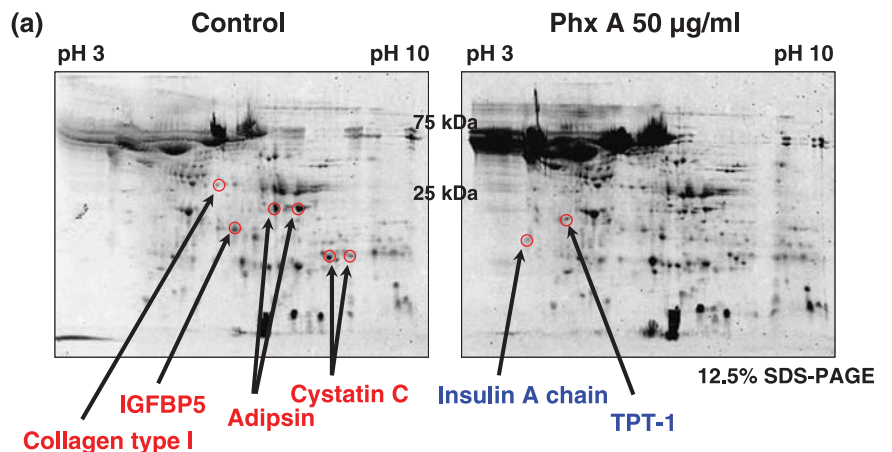 (a)
Control
Phx A 50 µg/ml
pH 3
pH 10
pH 3
pH 10
75 kDa
25 kDa
12.5% SDS-PAGE
Cystatin C
Insulin A chain
IGFBP5
Adipsin
TPT-1
Collagen type I